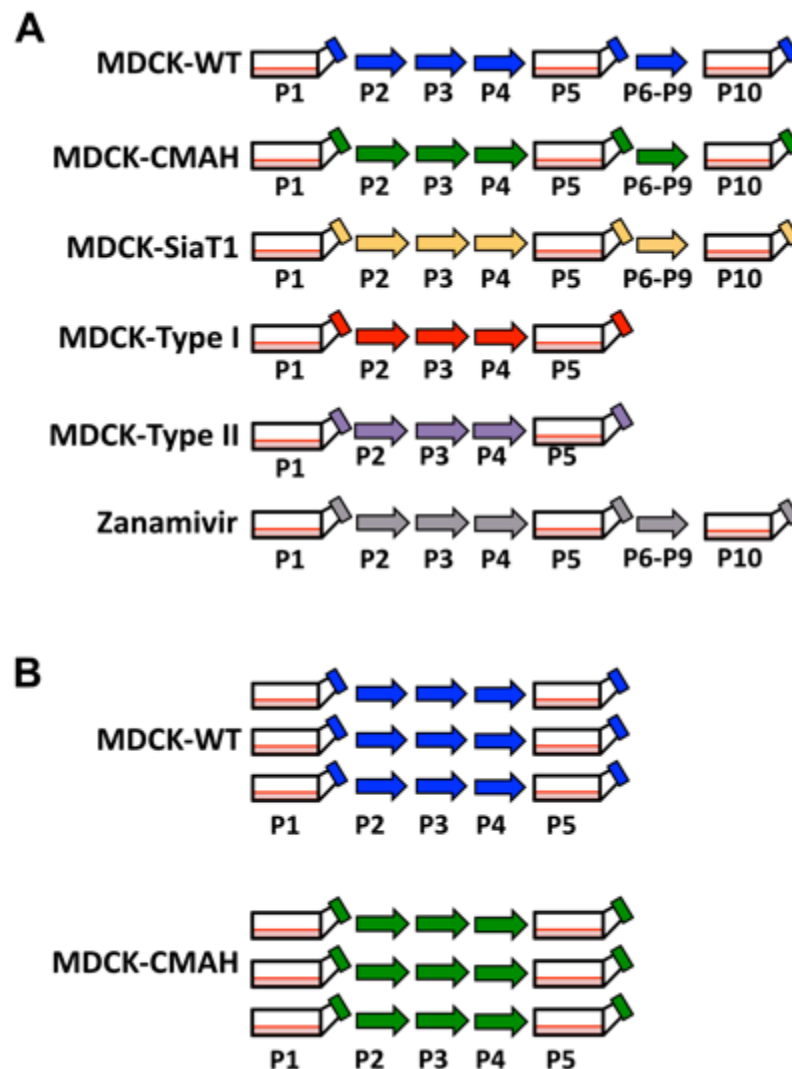 A
MDCK-WT
P1 P2 P3 P4 P5 P6-P9 P10
MDCK-CMAH
P1 P2 P3 P4 P5 P6-P9 P10
MDCK-SiaT1
P1 P2 P3 P4 P5 P6-P9 P10
MDCK-Type I
P1 P2 P3 P4 P5
MDCK-Type II
P1 P2 P3 P4 P5
Zanamivir
P1 P2 P3 P4 P5 P6-P9 P10
B
MDCK-WT
P1 P2 P3 P4 P5
MDCK-CMAH
P1 P2 P3 P4 P5